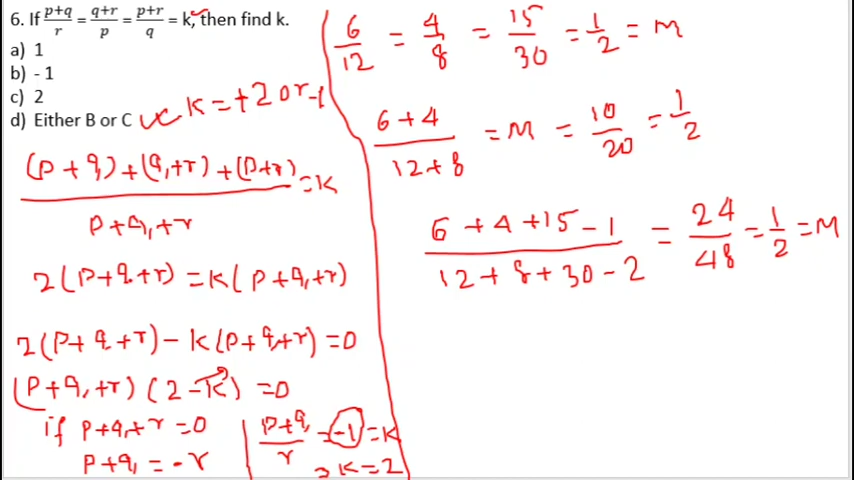 6. If p+q/r = q+r/p = p+r/q = k, then find k.
a) 1
b) - 1
c) 2
d) Either B or C
K = +2 or -1
(p+q)+(q+r)+(p+r)/p+q+r = K
2(p+q+r) = K(p+q+r)
2(p+q+r) - K(p+q+r) = 0
(p+q+r)(2-K) = 0
if p+q+r = 0
p+q = -r
p+q/r = -1 = K
K = 2
6/12 = 4/8 = 15/30 = 1/2 = M
6+4/12+8 = M = 10/20 = 1/2
6+4+15-1/12+8+30-2 = 24/48 = 1/2 = M